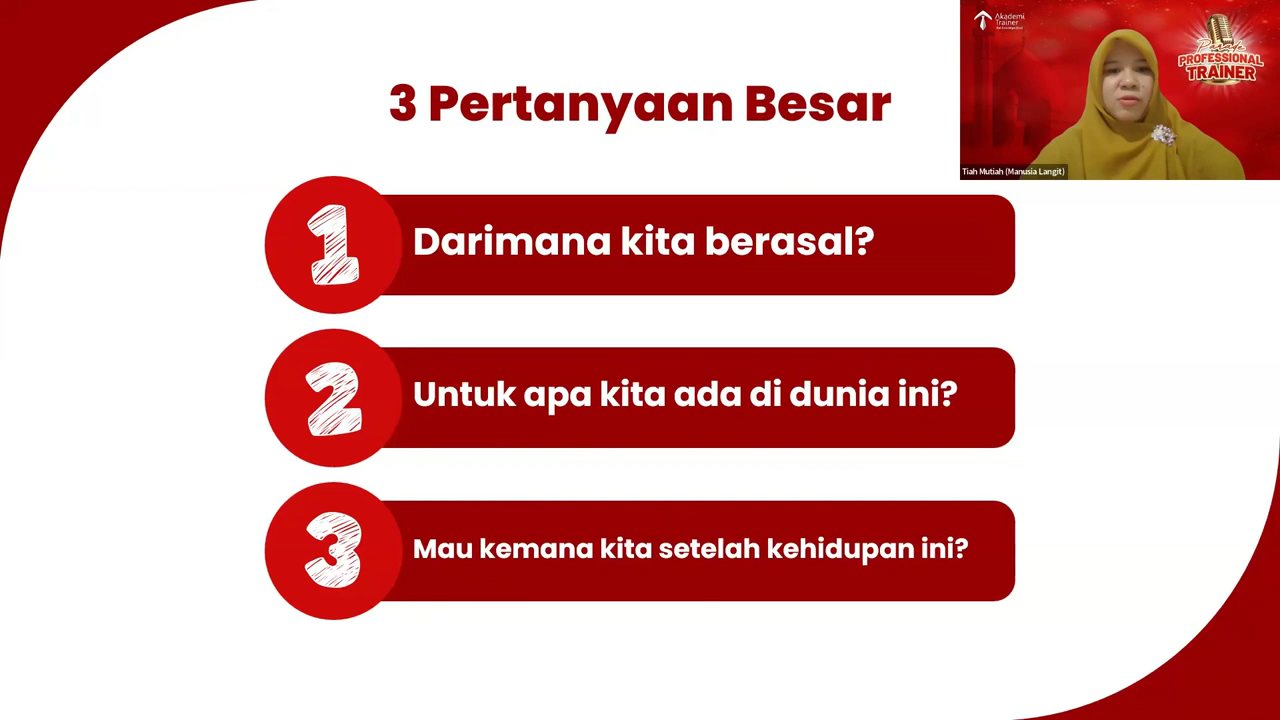 3 Pertanyaan Besar
1
Darimana kita berasal?
2
Untuk apa kita ada di dunia ini?
3
Mau kemana kita setelah kehidupan ini?
Akademi
Trainer
PROFESSIONAL
TRAINER
Tiah Mutiah (Manusia Langit)